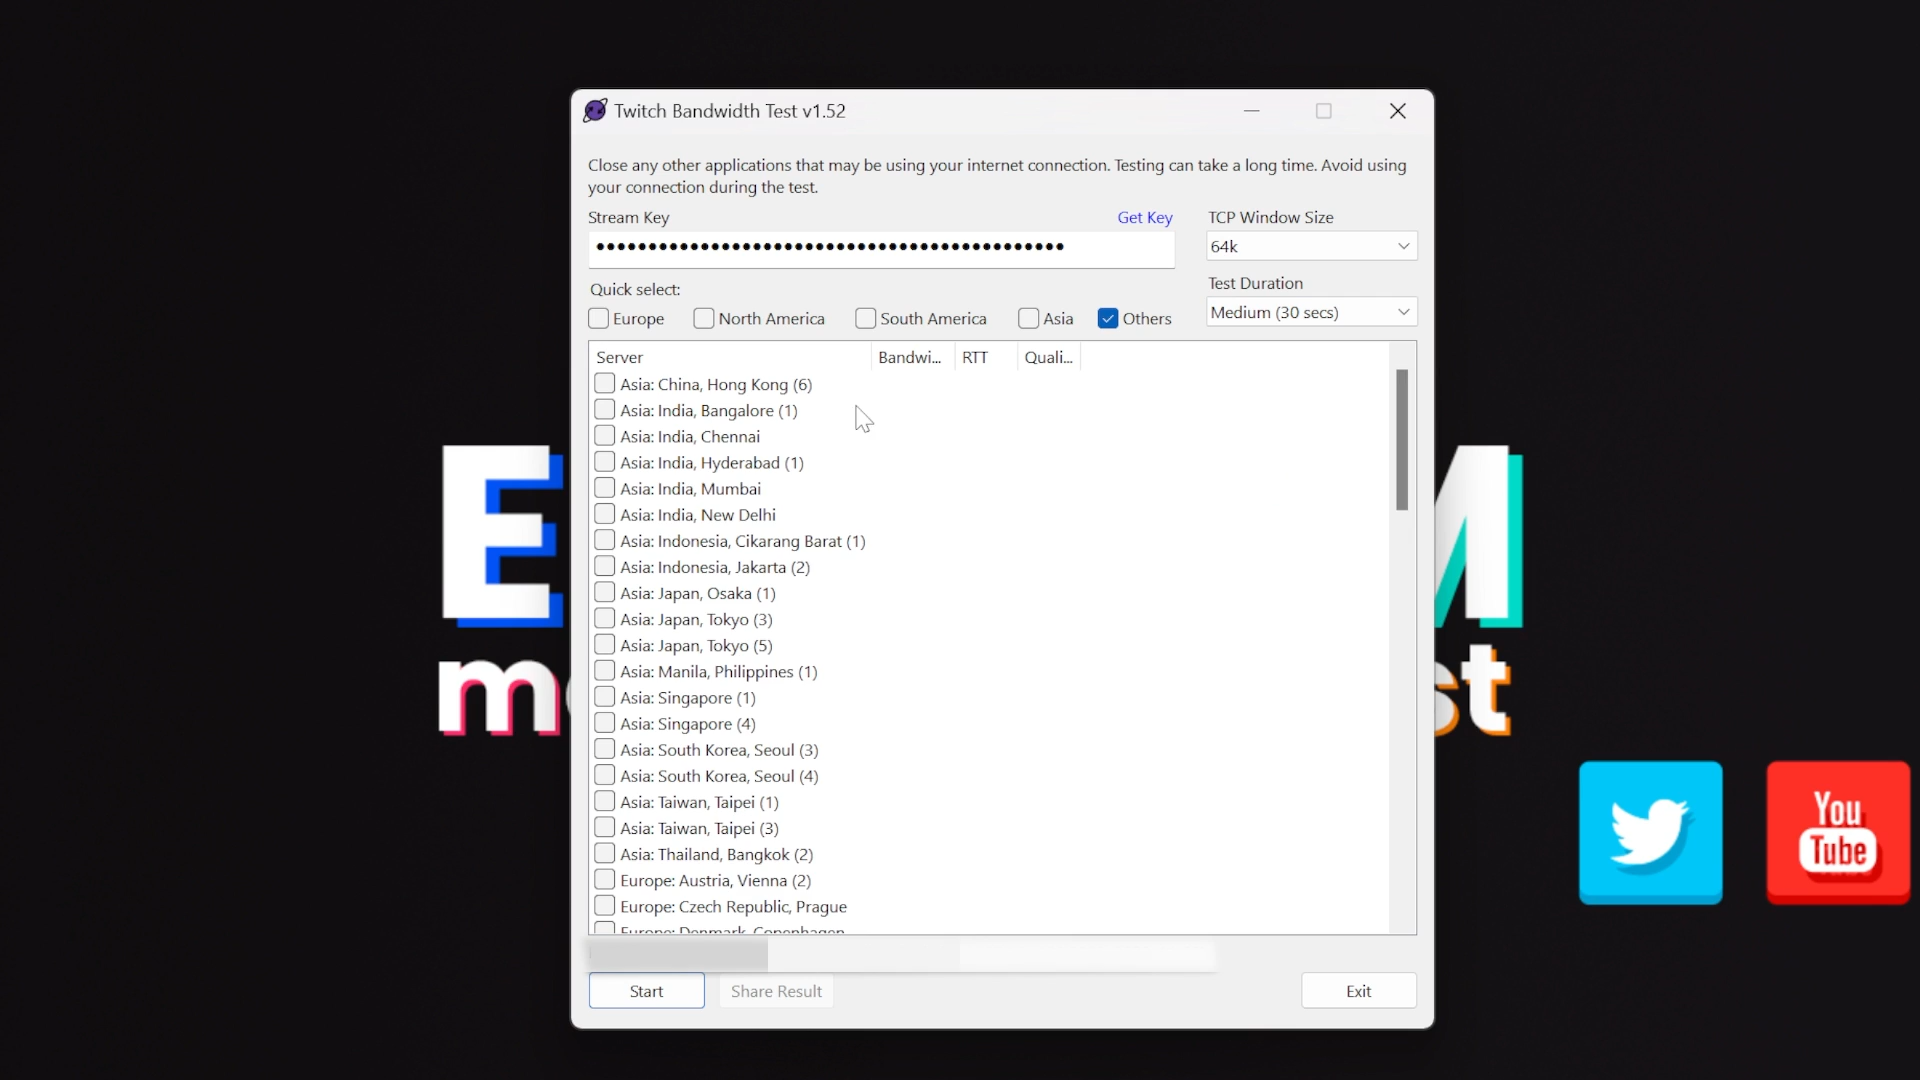 Twitch Bandwidth Test v1.52
Close any other applications that may be using your internet connection. Testing can take a long time. Avoid using
your connection during the test.
Stream Key
Get Key
TCP Window Size
••••••••••••••••••••••••••••••••••••••••••••••
64k
Test Duration
Quick select:
Medium (30 secs)
Europe
North America
South America
Asia
Others
Server
Bandwi...
RTT
Quali...
Asia: China, Hong Kong (6)
Asia: India, Bangalore (1)
Asia: India, Chennai
Asia: India, Hyderabad (1)
Asia: India, Mumbai
Asia: India, New Delhi
Asia: Indonesia, Cikarang Barat (1)
Asia: Indonesia, Jakarta (2)
Asia: Japan, Osaka (1)
Asia: Japan, Tokyo (3)
Asia: Japan, Tokyo (5)
Asia: Manila, Philippines (1)
Asia: Singapore (1)
Asia: Singapore (4)
Asia: South Korea, Seoul (3)
Asia: South Korea, Seoul (4)
Asia: Taiwan, Taipei (1)
Asia: Taiwan, Taipei (3)
Asia: Thailand, Bangkok (2)
Europe: Austria, Vienna (2)
Europe: Czech Republic, Prague
Europe: Denmark, Copenhagen
Start
Share Result
Exit
You
Tube